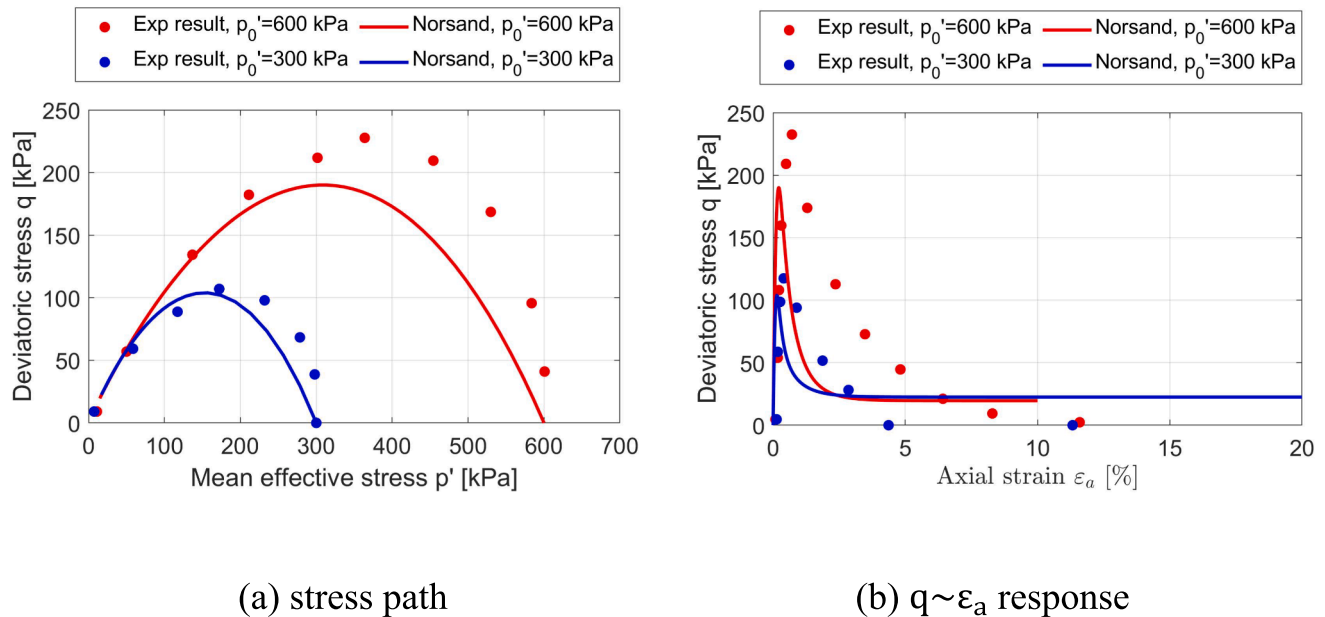 Exp result, p0'=600 kPa Norsand, p0'=600 kPa
Exp result, p0'=300 kPa Norsand, p0'=300 kPa
250
200
150
100
50
0
Deviatoric stress q [kPa]
0 100 200 300 400 500 600 700
Mean effective stress p' [kPa]
(a) stress path
Exp result, p0'=600 kPa Norsand, p0'=600 kPa
Exp result, p0'=300 kPa Norsand, p0'=300 kPa
250
200
150
100
50
0
Deviatoric stress q [kPa]
0 5 10 15 20
Axial strain εa [%]
(b) q~εa response